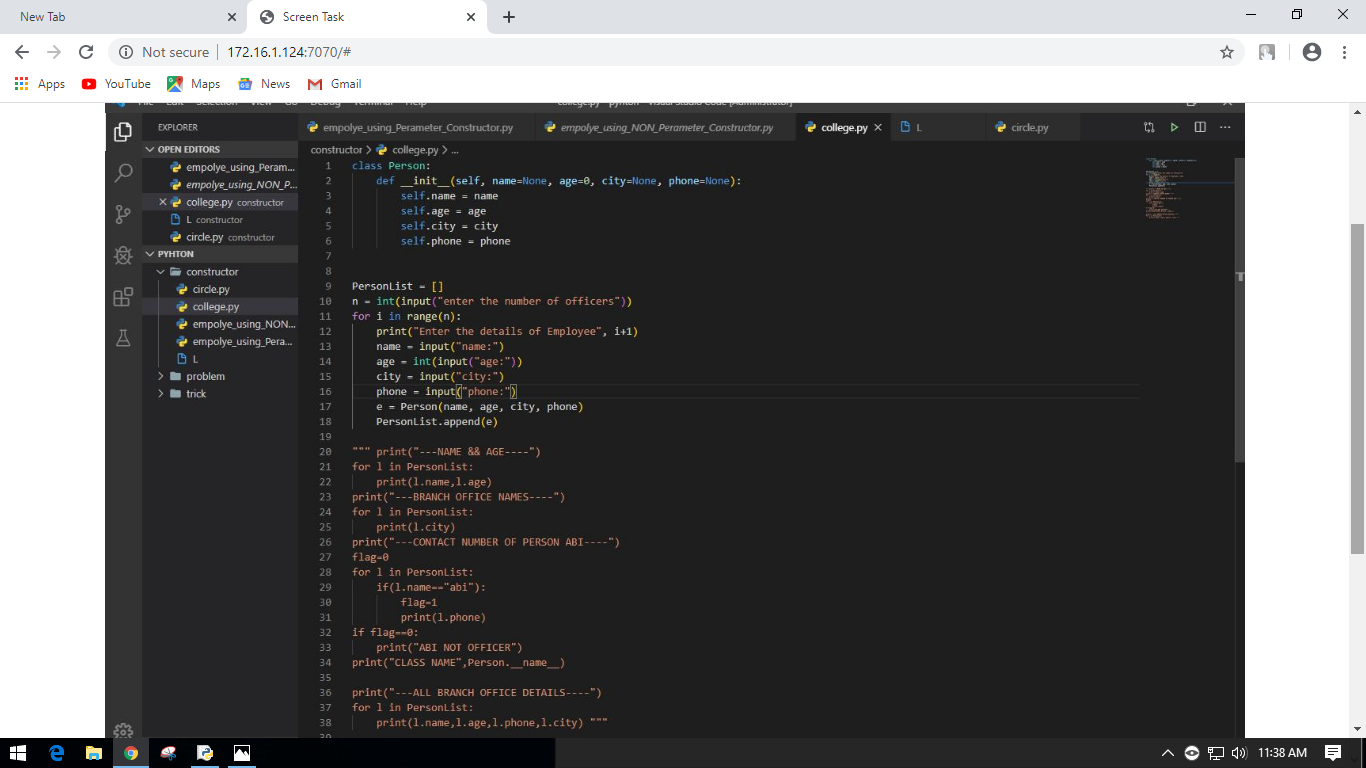 New Tab
Screen Task
Not secure
172.16.1.124:7070/#
Apps
YouTube
Maps
News
Gmail
college.py - pyhton - Visual Studio Code [Administrator]
EXPLORER
empolye_using_Perameter_Constructor.py
empolye_using_NON_Perameter_Constructor.py
college.py
L
circle.py
OPEN EDITORS
empolye_using_Peram...
empolye_using_NON_P...
college.py constructor
L constructor
circle.py constructor
PYHTON
constructor
circle.py
college.py
empolye_using_NON...
empolye_using_Pera...
L
problem
trick
constructor > college.py > ...
1 class Person:
2 def __init__(self, name=None, age=0, city=None, phone=None):
3 self.name = name
4 self.age = age
5 self.city = city
6 self.phone = phone
7
8
9 PersonList = []
10 n = int(input("enter the number of officers"))
11 for i in range(n):
12 print("Enter the details of Employee", i+1)
13 name = input("name:")
14 age = int(input("age:"))
15 city = input("city:")
16 phone = input("phone:")
17 e = Person(name, age, city, phone)
18 PersonList.append(e)
19
20 """ print("---NAME && AGE----")
21 for l in PersonList:
22 print(l.name,l.age)
23 print("---BRANCH OFFICE NAMES----")
24 for l in PersonList:
25 print(l.city)
26 print("---CONTACT NUMBER OF PERSON ABI----")
27 flag=0
28 for l in PersonList:
29 if(l.name=="abi"):
30 flag=1
31 print(l.phone)
32 if flag==0:
33 print("ABI NOT OFFICER")
34 print("CLASS NAME",Person.__name__)
35
36 print("---ALL BRANCH OFFICE DETAILS----")
37 for l in PersonList:
38 print(l.name,l.age,l.phone,l.city) """
11:38 AM